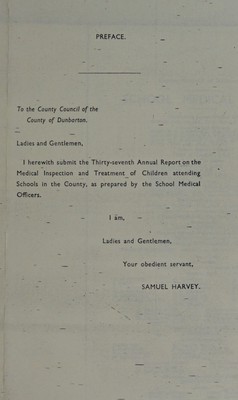 PREFACE.
To the County Council of the
County of Dunbarton.
Ladies and Gentlemen,
I herewith submit the Thirty-seventh Annual Report on the
Medical Inspection and Treatment of Children attending
Schools in the County, as prepared by the School Medical
Officers.
I am,
Ladies and Gentlemen,
Your obedient servant,
SAMUEL HARVEY.